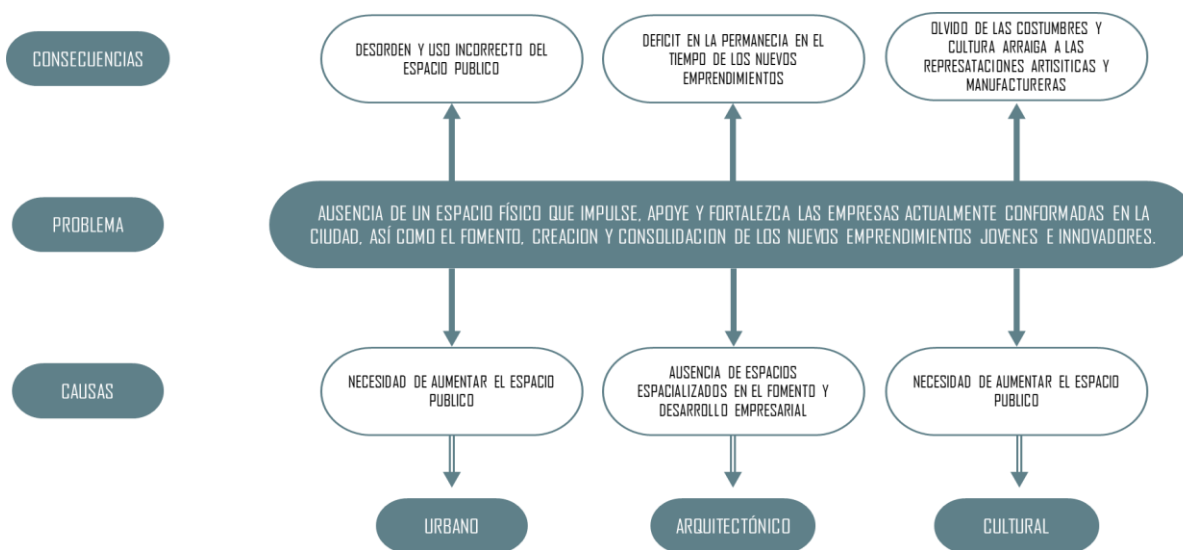 CONSECUENCIAS
DESORDEN Y USO INCORRECTO DEL
ESPACIO PUBLICO
DEFICIT EN LA PERMANECIA EN EL
TIEMPO DE LOS NUEVOS
EMPRENDIMIENTOS
OLVIDO DE LAS COSTUMBRES Y
CULTURA ARRAIGA A LAS
REPRESATACIONES ARTISITICAS Y
MANUFACTURERAS
PROBLEMA
AUSENCIA DE UN ESPACIO FÍSICO QUE IMPULSE, APOYE Y FORTALEZCA LAS EMPRESAS ACTUALMENTE CONFORMADAS EN LA
CIUDAD, ASÍ COMO EL FOMENTO, CREACION Y CONSOLIDACION DE LOS NUEVOS EMPRENDIMIENTOS JOVENES E INNOVADORES.
CAUSAS
NECESIDAD DE AUMENTAR EL ESPACIO
PUBLICO
AUSENCIA DE ESPACIOS
ESPACIALIZADOS EN EL FOMENTO Y
DESARROLLO EMPRESARIAL
NECESIDAD DE AUMENTAR EL ESPACIO
PUBLICO
URBANO
ARQUITECTÓNICO
CULTURAL